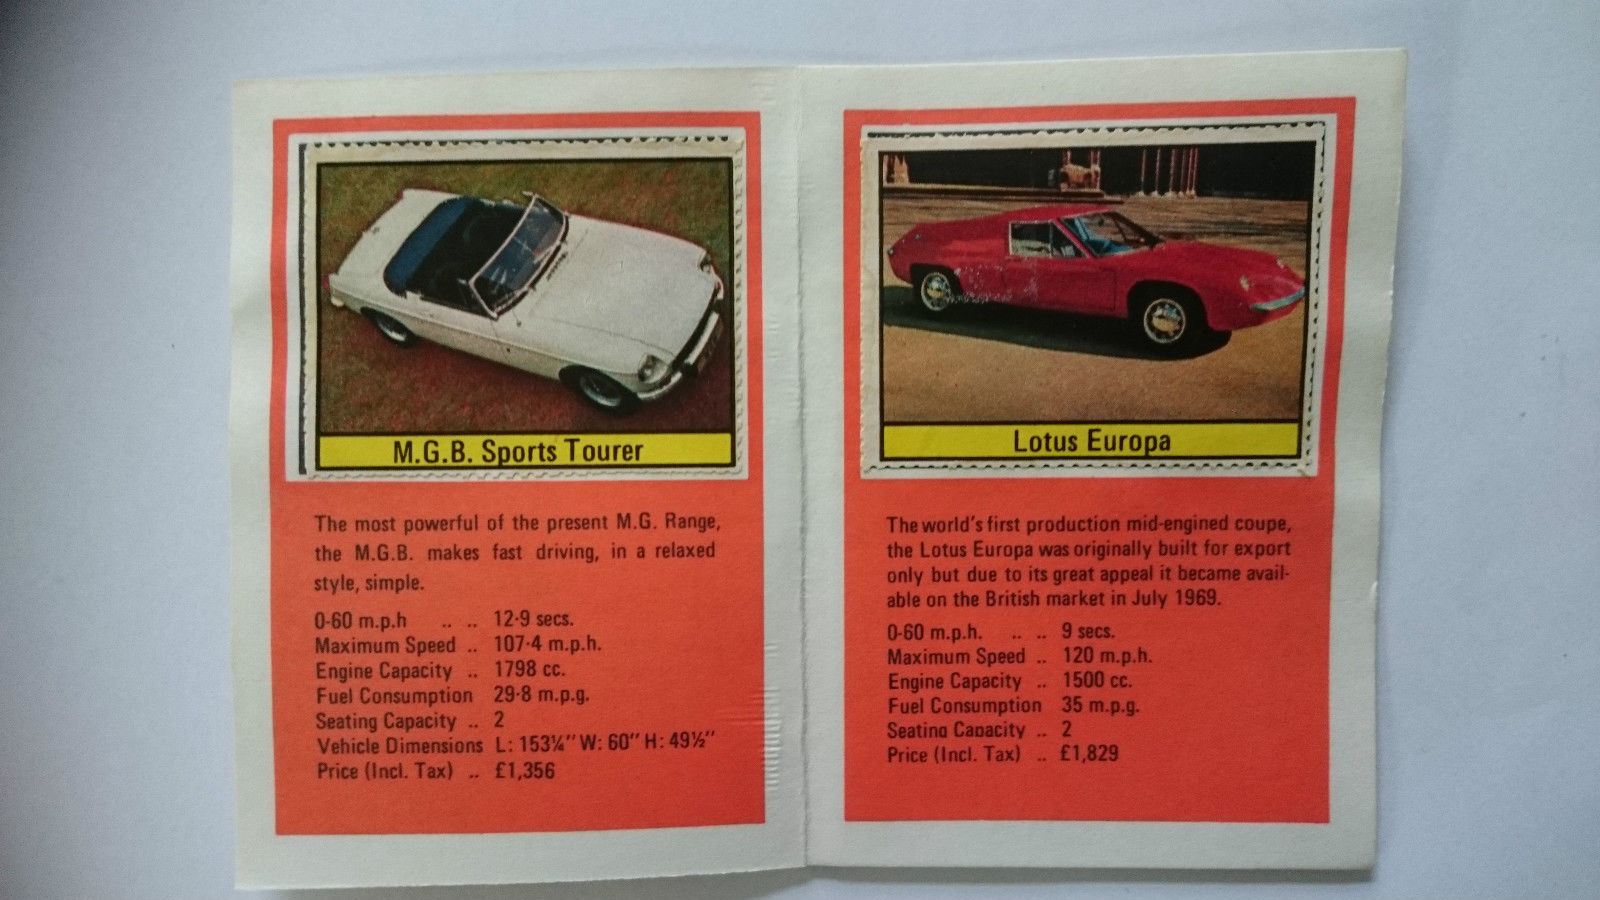 M.G.B. Sports Tourer
The most powerful of the present M.G. Range,
the M.G.B. makes fast driving, in a relaxed
style, simple.
0-60 m.p.h .. .. 12·9 secs.
Maximum Speed .. 107·4 m.p.h.
Engine Capacity .. 1798 cc.
Fuel Consumption 29·8 m.p.g.
Seating Capacity .. 2
Vehicle Dimensions L: 153¼" W: 60" H: 49½"
Price (Incl. Tax) .. £1,356
Lotus Europa
The world's first production mid-engined coupe,
the Lotus Europa was originally built for export
only but due to its great appeal it became avail-
able on the British market in July 1969.
0-60 m.p.h. .. .. 9 secs.
Maximum Speed .. 120 m.p.h.
Engine Capacity .. 1500 cc.
Fuel Consumption 35 m.p.g.
Seating Capacity .. 2
Price (Incl. Tax) .. £1,829